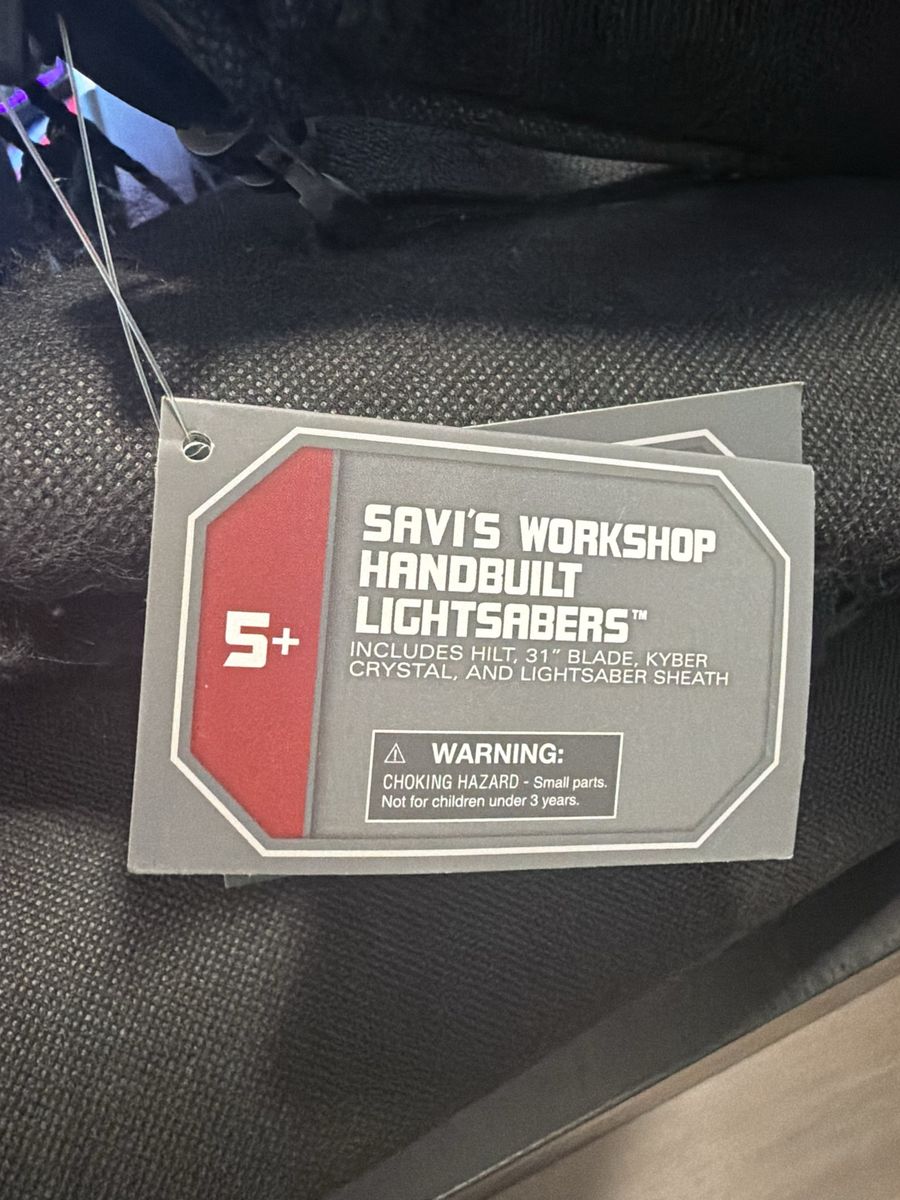 5+
SAVI'S WORKSHOP
HANDBUILT
LIGHTSABERS™
INCLUDES HILT, 31" BLADE, KYBER
CRYSTAL, AND LIGHTSABER SHEATH
⚠ WARNING:
CHOKING HAZARD - Small parts.
Not for children under 3 years.